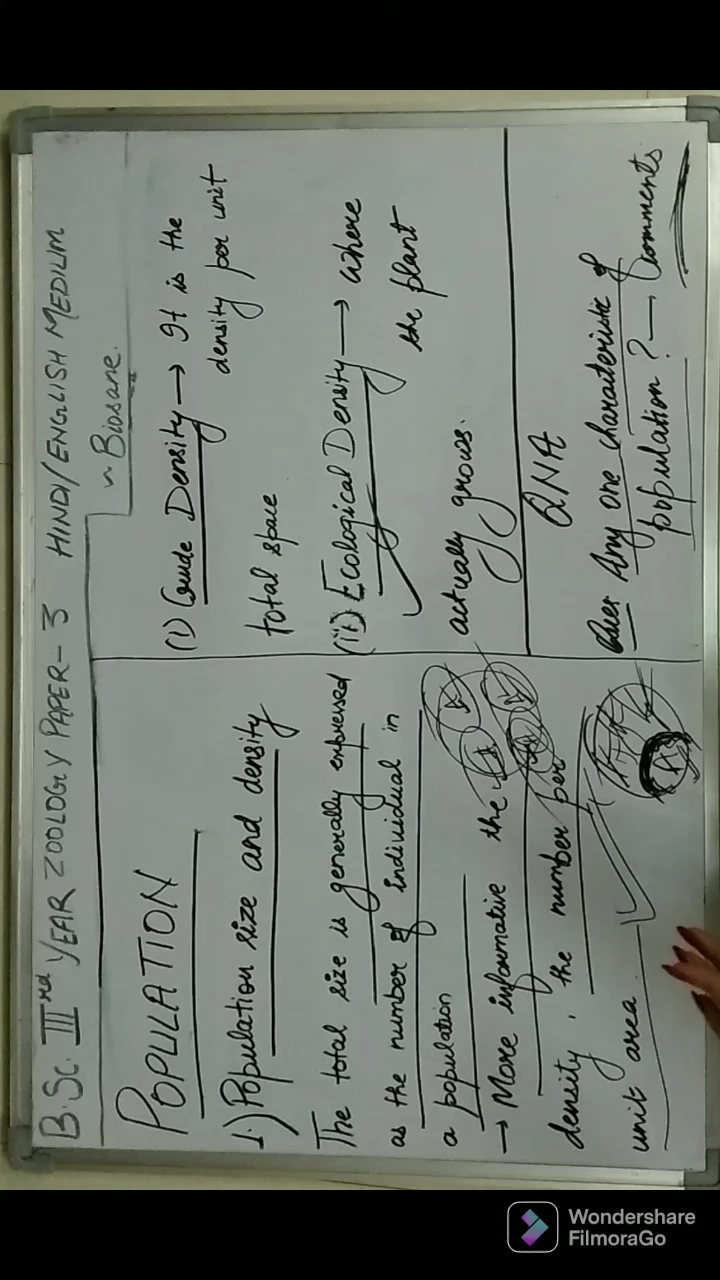 B.Sc. IIIrd YEAR ZOOLOGY PAPER-3 HINDI/ENGLISH MEDIUM
~ Biosane.
POPULATION
1.) Population size and density
The total size is generally expressed
as the number of individual in
a population
→ More informative the
density, the number per
unit area
(i) Crude Density → It is the
density per unit
total space
(ii) Ecological Density → where
the plant
actually grows.
QNA
Ques Any one characteristic of
population? → Comments
Wondershare
FilmoraGo